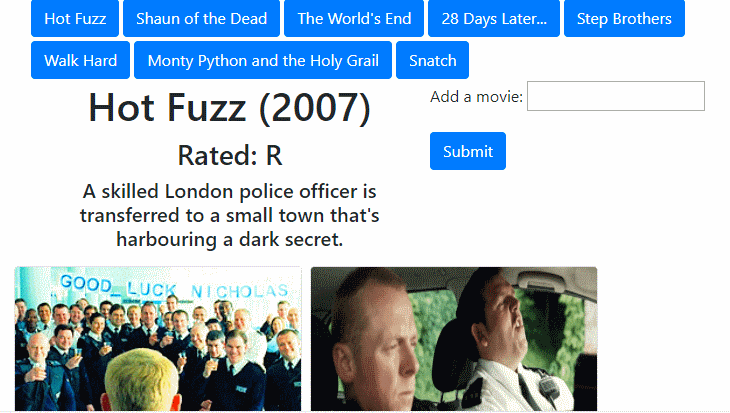 Hot Fuzz
Shaun of the Dead
The World's End
28 Days Later...
Step Brothers
Walk Hard
Monty Python and the Holy Grail
Snatch
Hot Fuzz (2007)
Add a movie:
Rated: R
Submit
A skilled London police officer is
transferred to a small town that's
harbouring a dark secret.
GOOD LUCK NICHOLAS